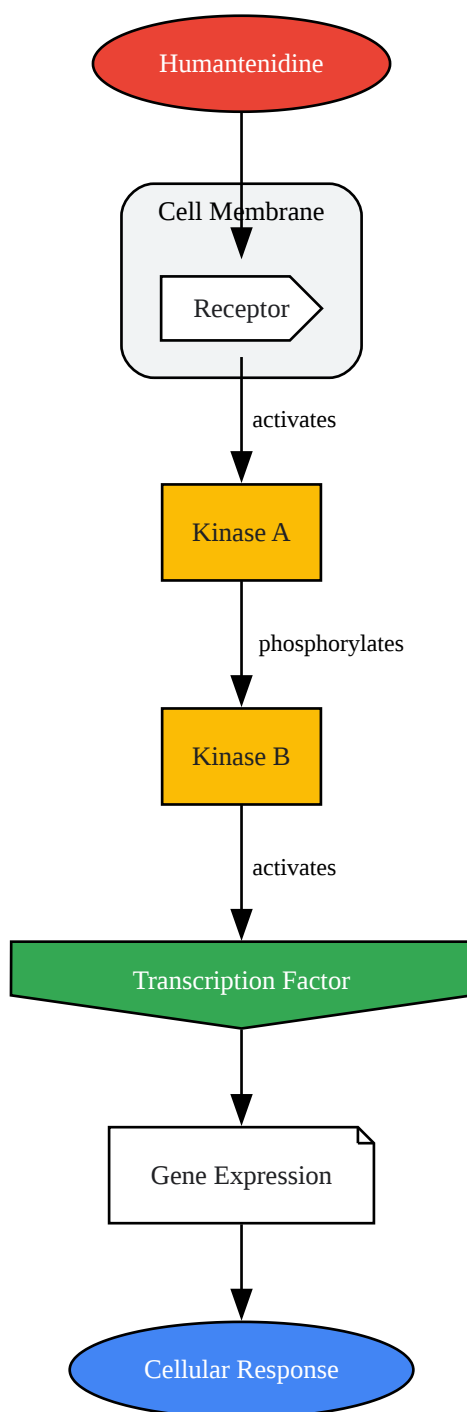 Humantenidine
Cell Membrane
Receptor
activates
Kinase A
phosphorylates
Kinase B
activates
Transcription Factor
Gene Expression
Cellular Response